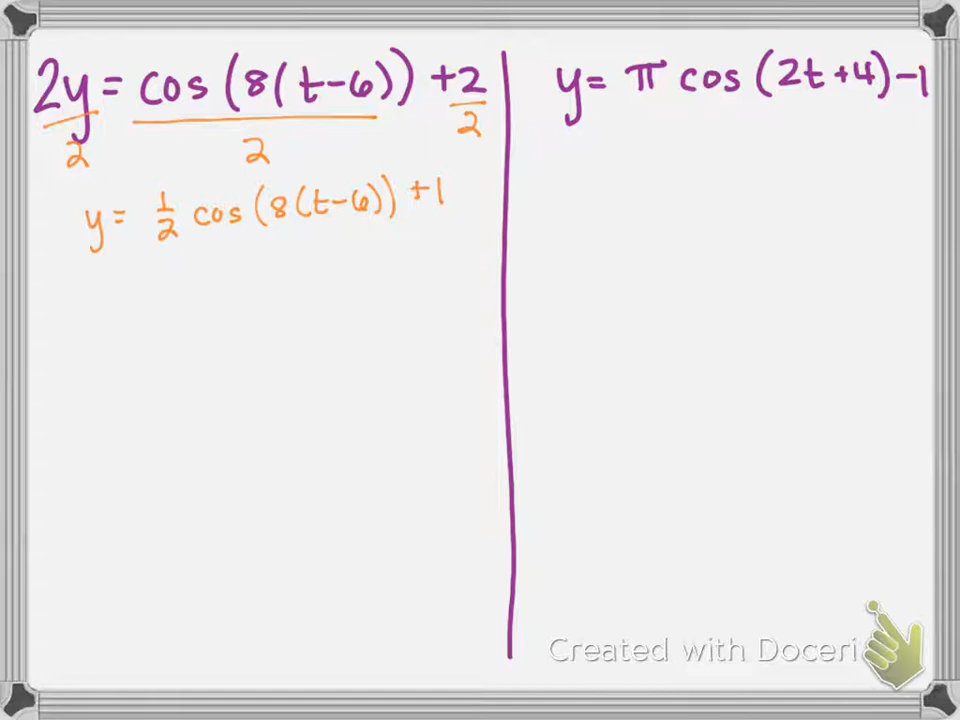 2y = cos (8(t-6)) +2
2 2 2
y = 1/2 cos (8(t-6)) +1
y = π cos (2t +4) -1
Created with Doceri